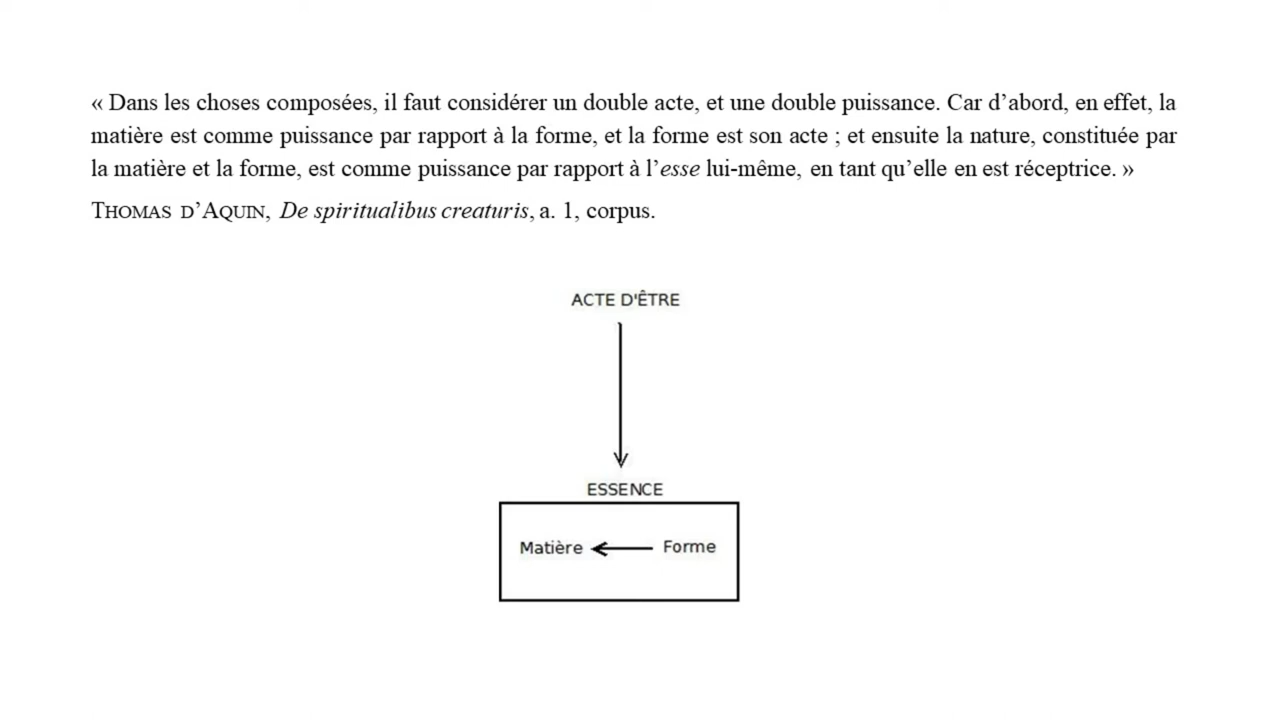 « Dans les choses composées, il faut considérer un double acte, et une double puissance. Car d’abord, en effet, la
matière est comme puissance par rapport à la forme, et la forme est son acte ; et ensuite la nature, constituée par
la matière et la forme, est comme puissance par rapport à l’esse lui-même, en tant qu’elle en est réceptrice. »
THOMAS D’AQUIN, De spiritualibus creaturis, a. 1, corpus.
ACTE D'ÊTRE
ESSENCE
Matière Forme